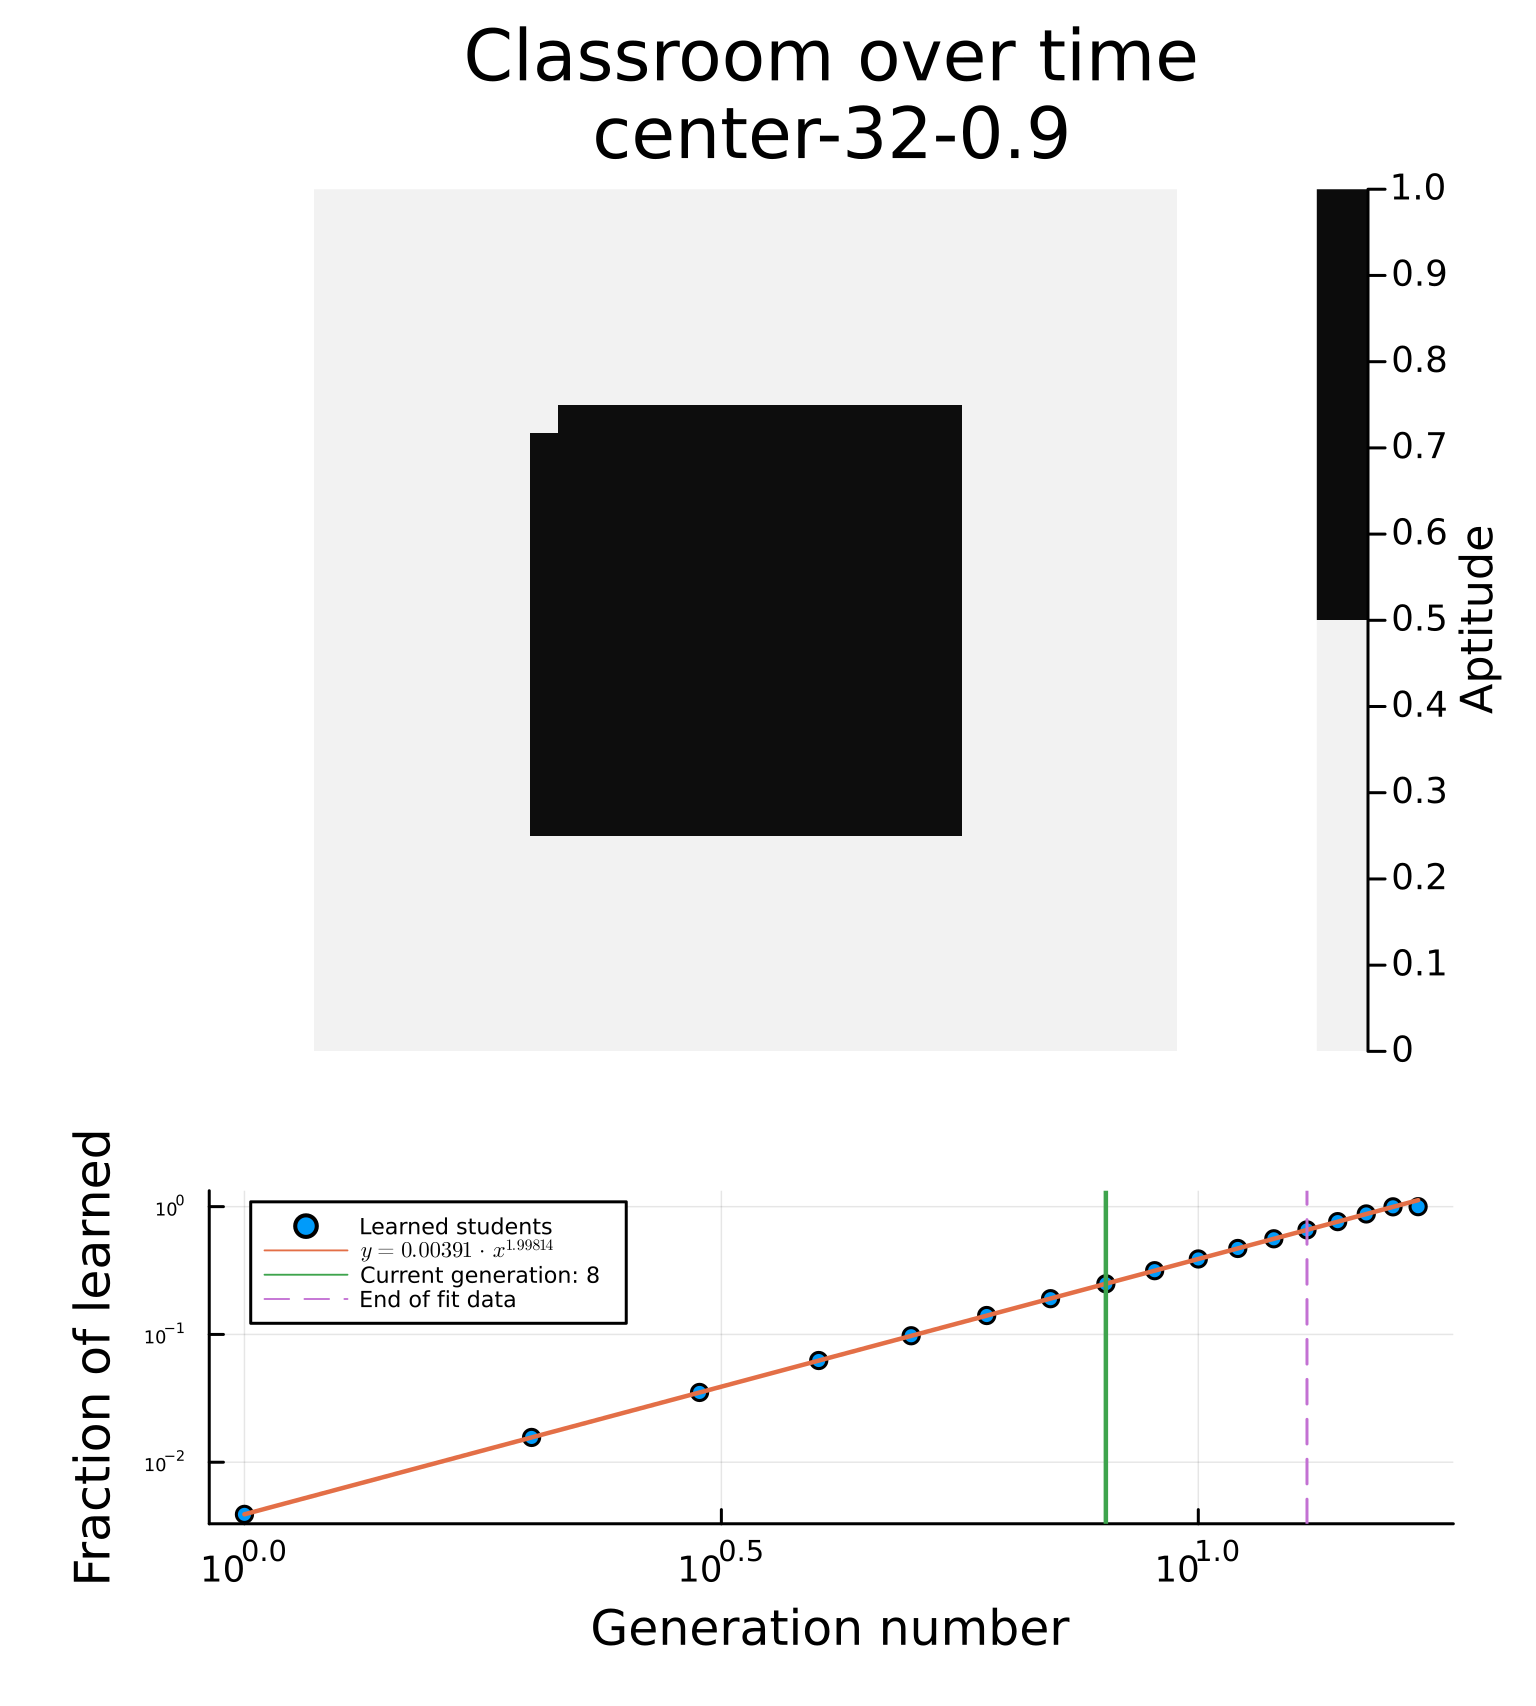 Classroom over time
center-32-0.9
1.0
0.9
0.8
0.7
0.6
0.5
0.4
0.3
0.2
0.1
0
Aptitude
Fraction of learned
10⁰
10⁻¹
10⁻²
Learned students
y = 0.00391 · x^1.99814
Current generation: 8
End of fit data
10^0.0
10^0.5
10^1.0
Generation number